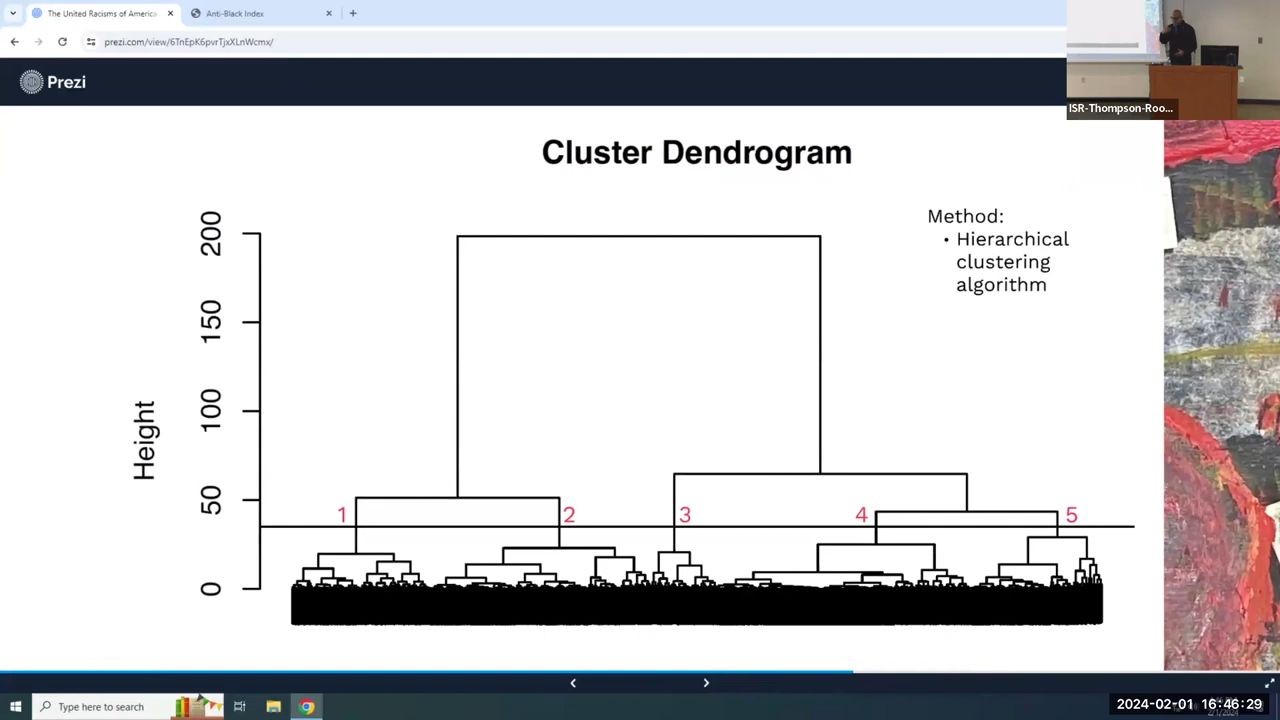 The United Racisms of America
Anti-Black Index
prezi.com/view/6TnEpK6pvrTjxXLnWcmx/
Prezi
ISR-Thompson-Roo...
Cluster Dendrogram
Method:
• Hierarchical
clustering
algorithm
Height
200
150
100
50
0
1
2
3
4
5
Type here to search
2024-02-01 16:46:29